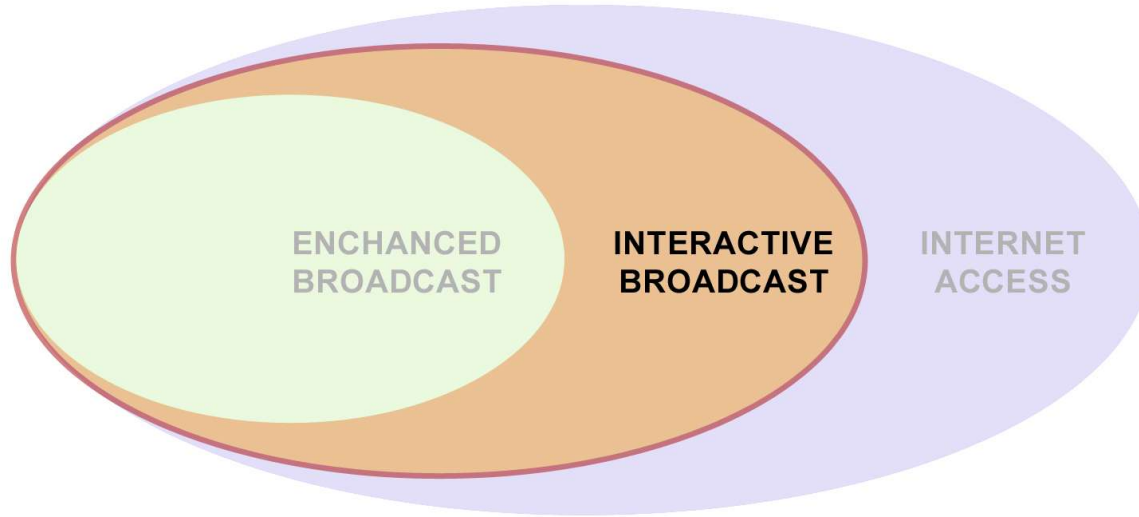 ENCHANCED
BROADCAST
INTERACTIVE
BROADCAST
INTERNET
ACCESS